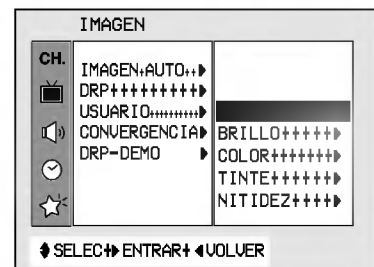 IMAGEN
CH.
IMAGEN+AUTO++▶
DRP+++++++++▶
USUARIO++++++++++▶
CONVERGENCIA▶
DRP-DEMO ▶
BRILLO+++++▶
COLOR+++++++▶
TINTE++++++▶
NITIDEZ++++▶
SELEC+▶ ENTRAR+ ◀VOLVER